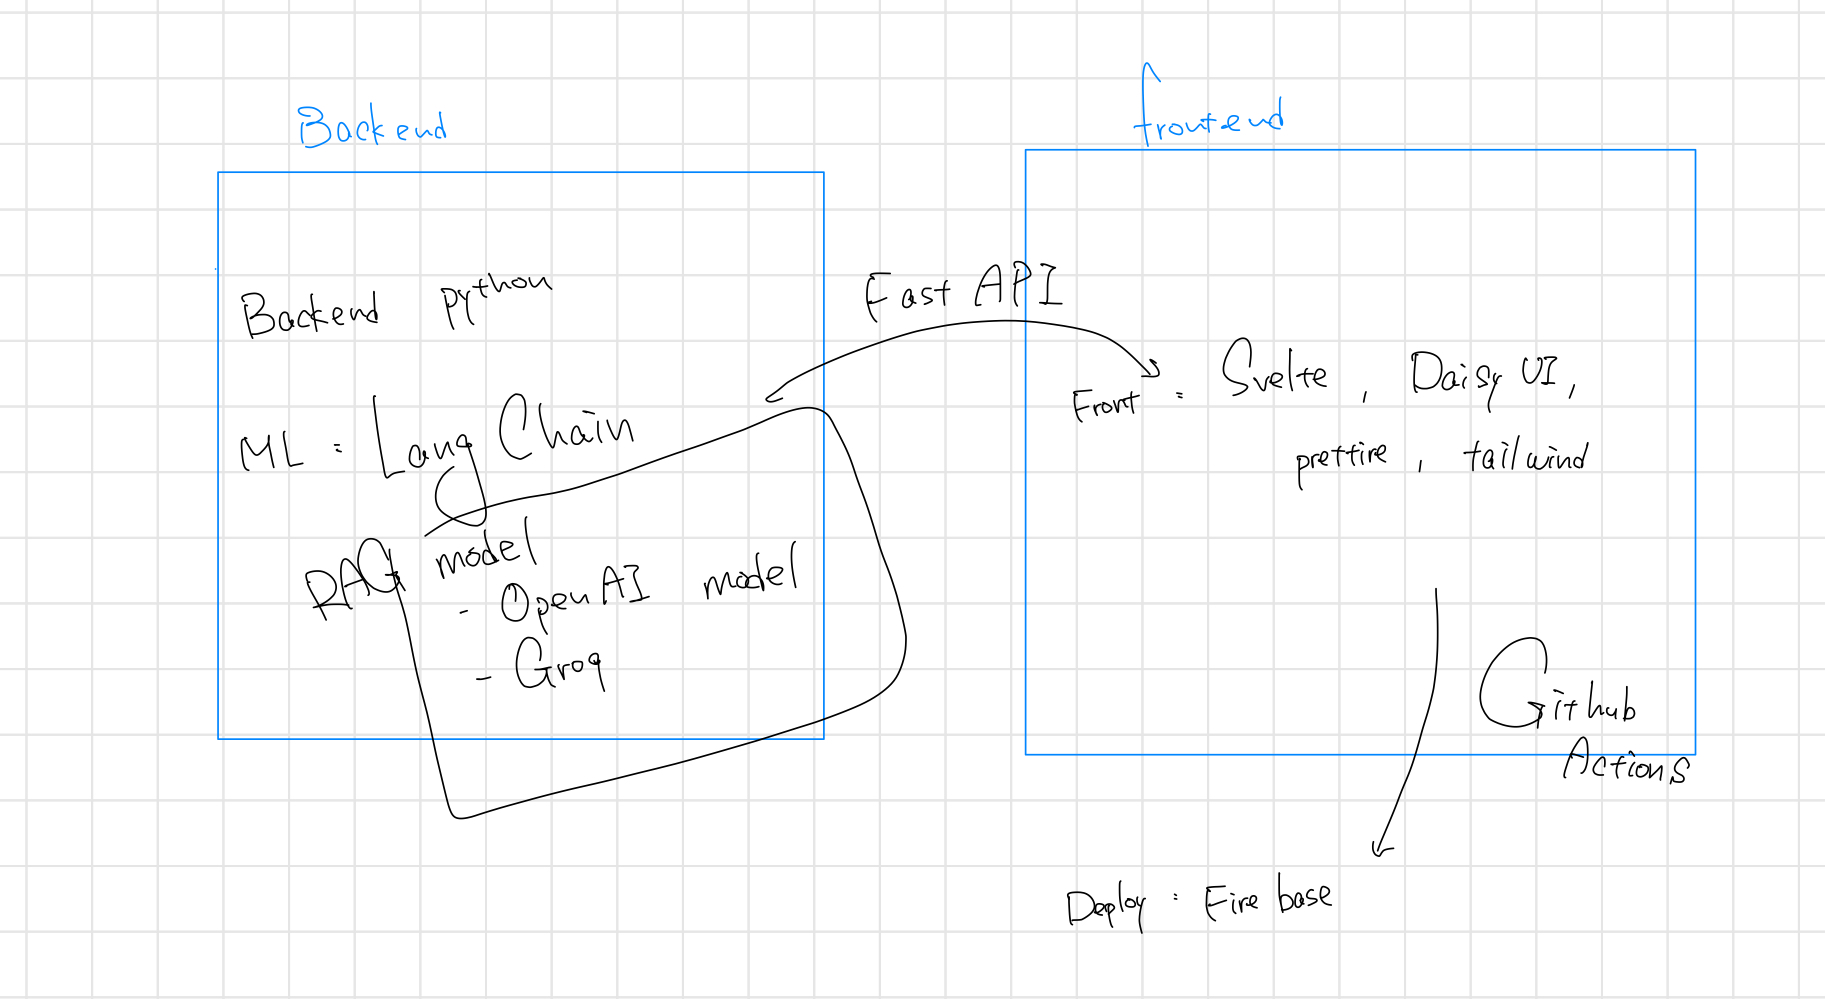 Backend
frontend
Backend python
Fast API
ML : Lang Chain
Front : Svelte , Daisy UI,
prettire , tailwind
RAG model
- OpenAI model
- Groq
Github
Actions
Deploy : Fire base